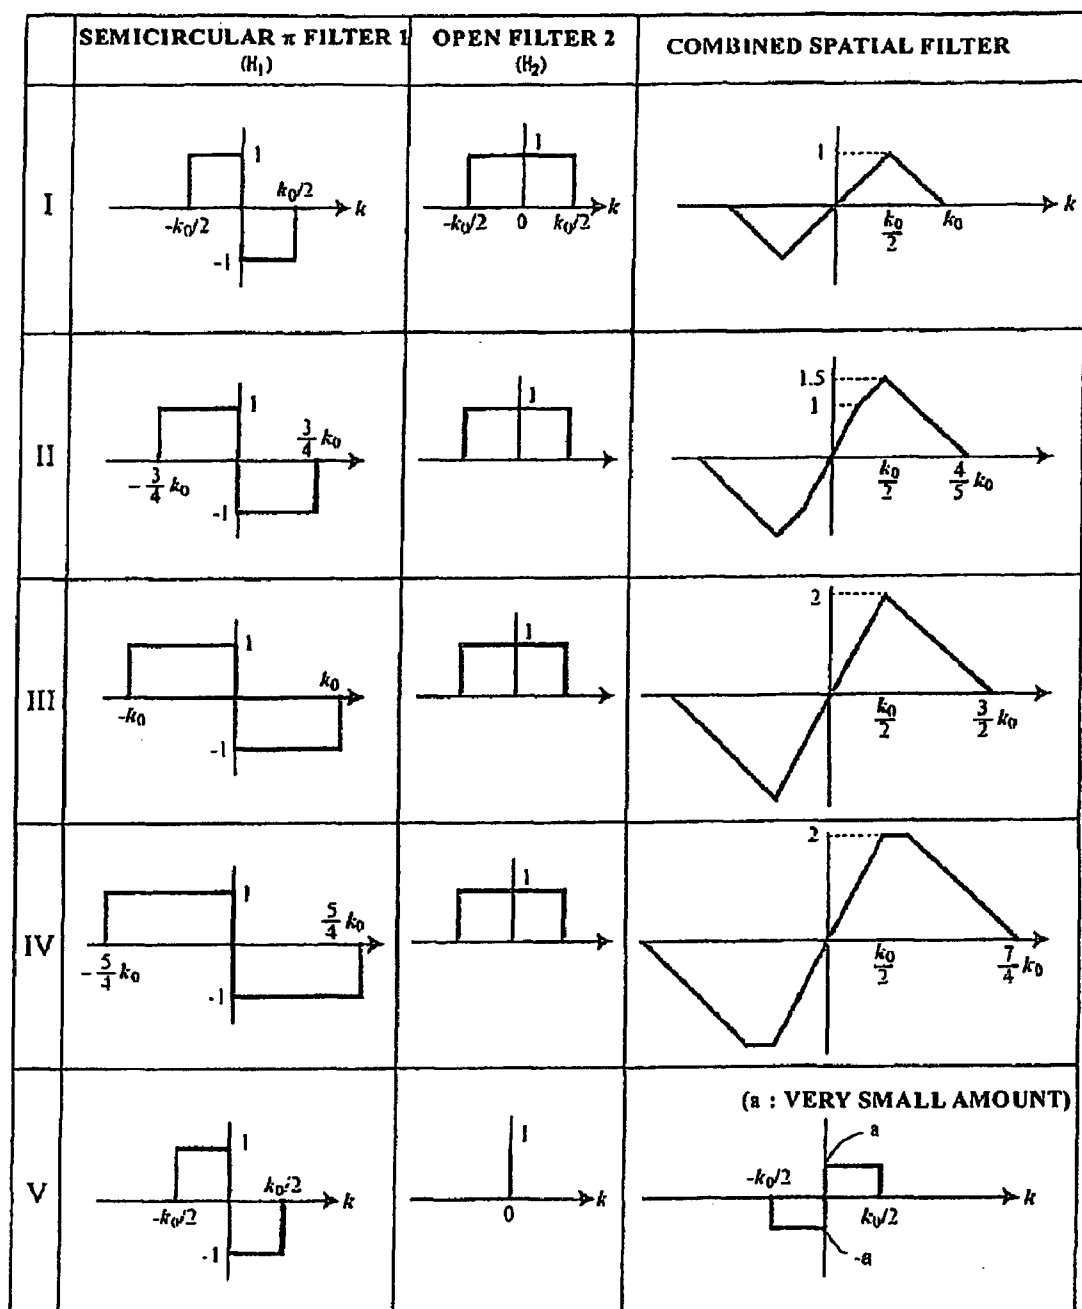 SEMICIRCULAR π FILTER 1 OPEN FILTER 2 COMBINED SPATIAL FILTER
(H₁) (H₂)
I
1
k₀/2
-k₀/2
k
-1
1
-k₀/2 0 k₀/2
k
1
k₀/2
k₀
k
II
1
3/4 k₀
-3/4 k₀
-1
1
1.5
1
k₀/2
4/5 k₀
III
1
k₀
-k₀
-1
1
2
k₀/2
3/2 k₀
IV
1
5/4 k₀
-5/4 k₀
-1
1
2
k₀/2
7/4 k₀
V
1
k₀/2
-k₀/2
k
-1
1
0
k
(a : VERY SMALL AMOUNT)
a
-k₀/2
k₀/2
k
-a